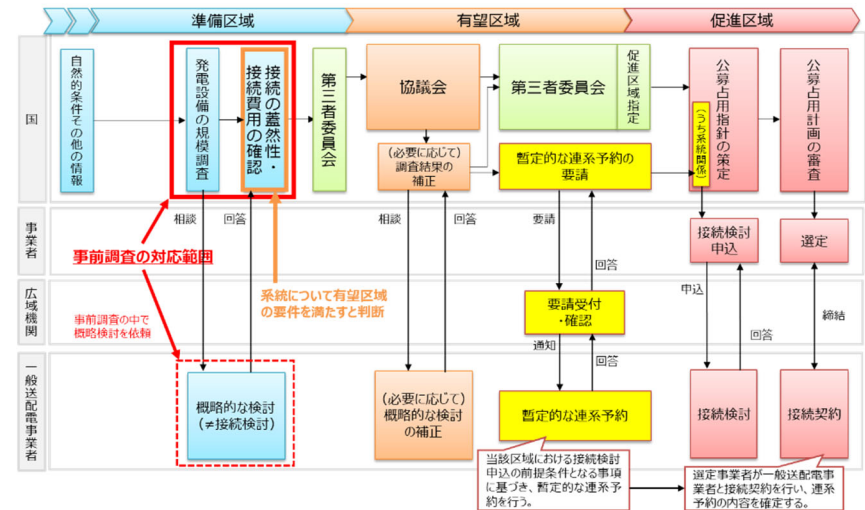 準備区域
有望区域
促進区域
国
事業者
広域機関
一般送配電事業者
自然的条件その他の情報
発電設備の規模調査
接続の蓋然性・
接続費用の確認
第三者委員会
協議会
第三者委員会
促進区域指定
公募占用指針の策定
(うち系統関係)
公募占用計画の審査
(必要に応じて)
調査結果の
補正
暫定的な連系予約の
要請
相談
回答
相談
回答
要請
回答
事前調査の対応範囲
系統について有望区域
の要件を満たすと判断
接続検討
申込
選定
事前調査の中で
概略検討を依頼
要請受付
・確認
申込
回答
締結
通知
回答
概略的な検討
(≠接続検討)
(必要に応じて)
概略的な検討
の補正
暫定的な連系予約
接続検討
接続契約
当該区域における接続検討
申込の前提条件となる事項
に基づき、暫定的な連系予
約を行う。
選定事業者が一般送配電事
業者と接続契約を行い、連系
予約の内容を確定する。